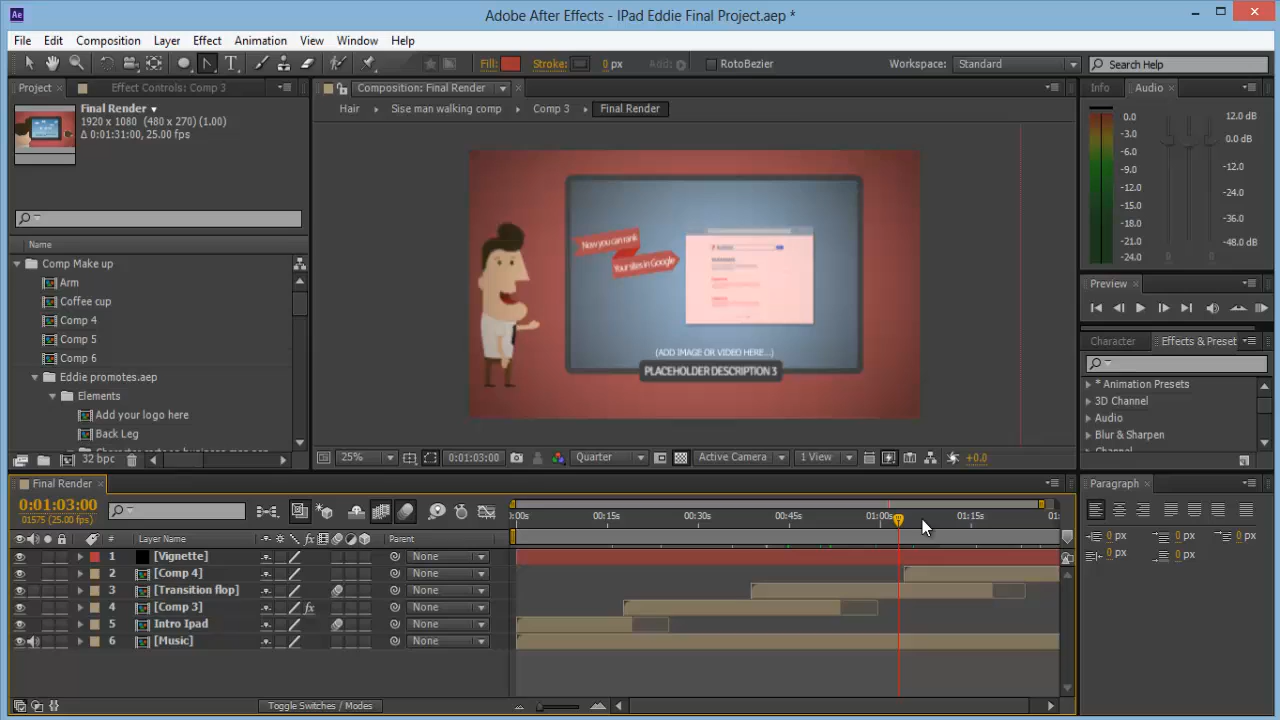 Ae
Adobe After Effects - IPad Eddie Final Project.aep *
File Edit Composition Layer Effect Animation View Window Help
Fill: Stroke: 0 px Add: RotoBezier Workspace: Standard Search Help
Project Effect Controls: Comp 3 Composition: Final Render Info Audio
Final Render
1920 x 1080 (480 x 270) (1.00)
Δ 0:01:31:00, 25.00 fps
Hair Sise man walking comp Comp 3 Final Render
0.0 12.0 dB
-3.0 0.0 dB
-6.0
-9.0 -12.0
-12.0
-15.0 -24.0
-18.0 -36.0
-21.0
-24.0 -48.0 dB
Name
Comp Make up
Arm
Coffee cup
Comp 4
Comp 5
Comp 6
Eddie promotes.aep
Elements
Add your logo here
Back Leg
Now you can rank
Your sites in Google
(ADD IMAGE OR VIDEO HERE...)
PLACEHOLDER DESCRIPTION 3
Preview
Character Effects & Preset
* Animation Presets
3D Channel
Audio
Blur & Sharpen
Channel
32 bpc
25% 0:01:03:00 Quarter Active Camera 1 View +0.0
Final Render
0:01:03:00
01575 (25.00 fps)
:00s 00:15s 00:30s 00:45s 01:00s 01:15s 01:
# Layer Name fx Parent
1 [Vignette] None
2 [Comp 4] None
3 [Transition flop] None
4 [Comp 3] fx None
5 Intro Ipad None
6 [Music] None
Toggle Switches / Modes
Paragraph
0 px 0 px 0 px
0 px 0 px